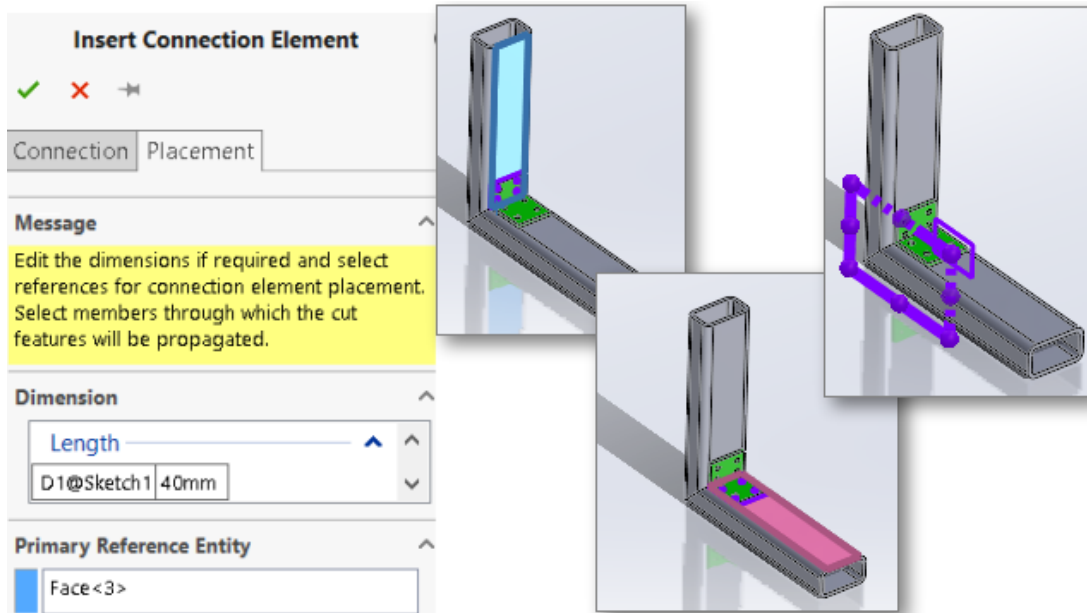 Insert Connection Element
Connection Placement
Message
Edit the dimensions if required and select
references for connection element placement.
Select members through which the cut
features will be propagated.
Dimension
Length
D1@Sketch1 40mm
Primary Reference Entity
Face<3>